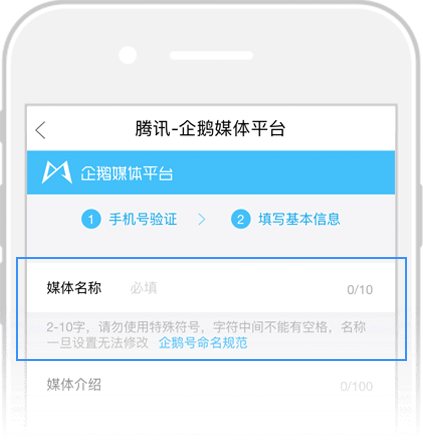 腾讯-企鹅媒体平台
企鹅媒体平台
1 手机号验证 > 2 填写基本信息
媒体名称 必填 0/10
2-10字，请勿使用特殊符号，字符中间不能有空格，名称
一旦设置无法修改 企鹅号命名规范
媒体介绍 0/100